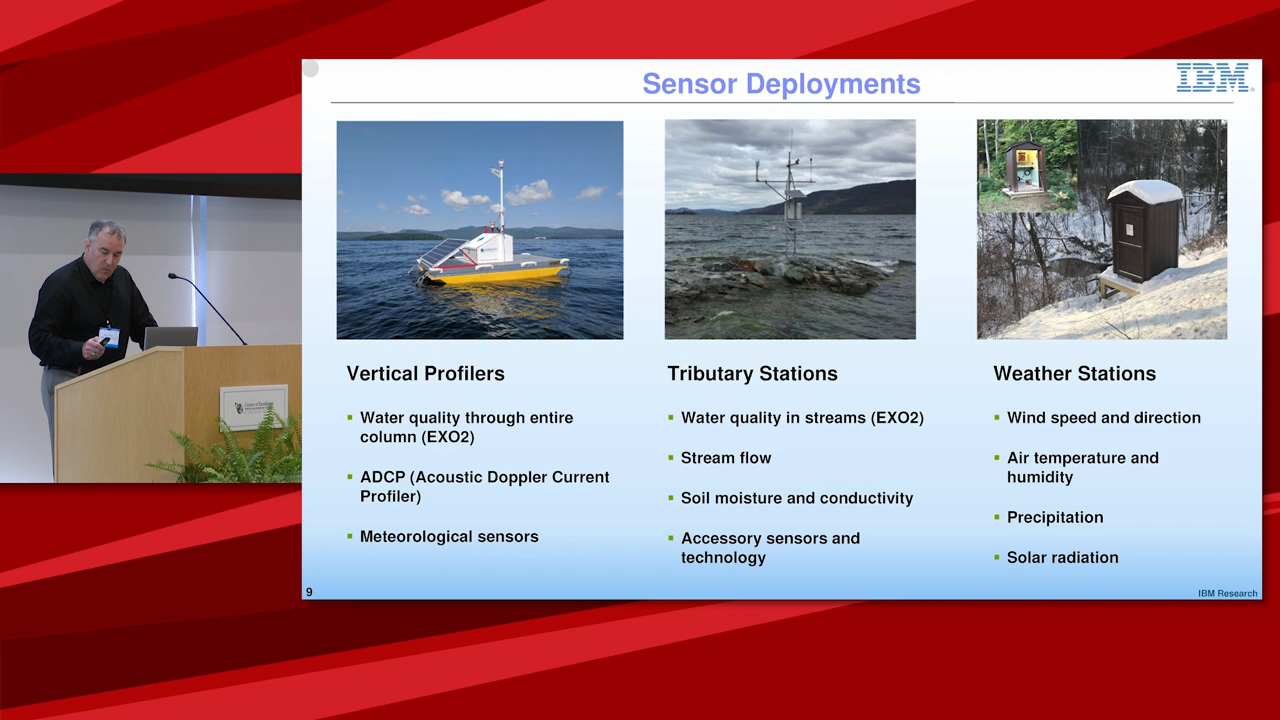 Sensor Deployments
IBM
Vertical Profilers
▪ Water quality through entire
column (EXO2)
▪ ADCP (Acoustic Doppler Current
Profiler)
▪ Meteorological sensors
Tributary Stations
▪ Water quality in streams (EXO2)
▪ Stream flow
▪ Soil moisture and conductivity
▪ Accessory sensors and
technology
Weather Stations
▪ Wind speed and direction
▪ Air temperature and
humidity
▪ Precipitation
▪ Solar radiation
9
IBM Research